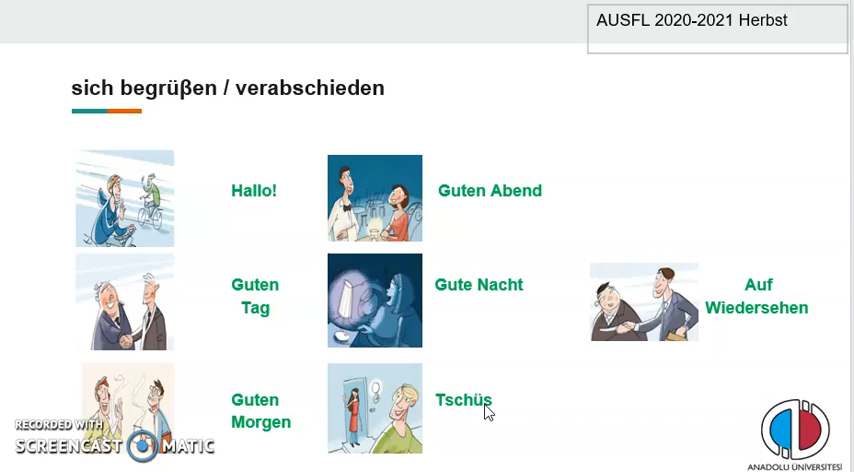 AUSFL 2020-2021 Herbst
sich begrüßen / verabschieden
Hallo!
Guten Abend
Guten
Tag
Gute Nacht
Auf
Wiedersehen
Guten
Morgen
Tschüs
RECORDED WITH
SCREENCAST MATIC
ANADOLU ÜNİVERSİTESİ